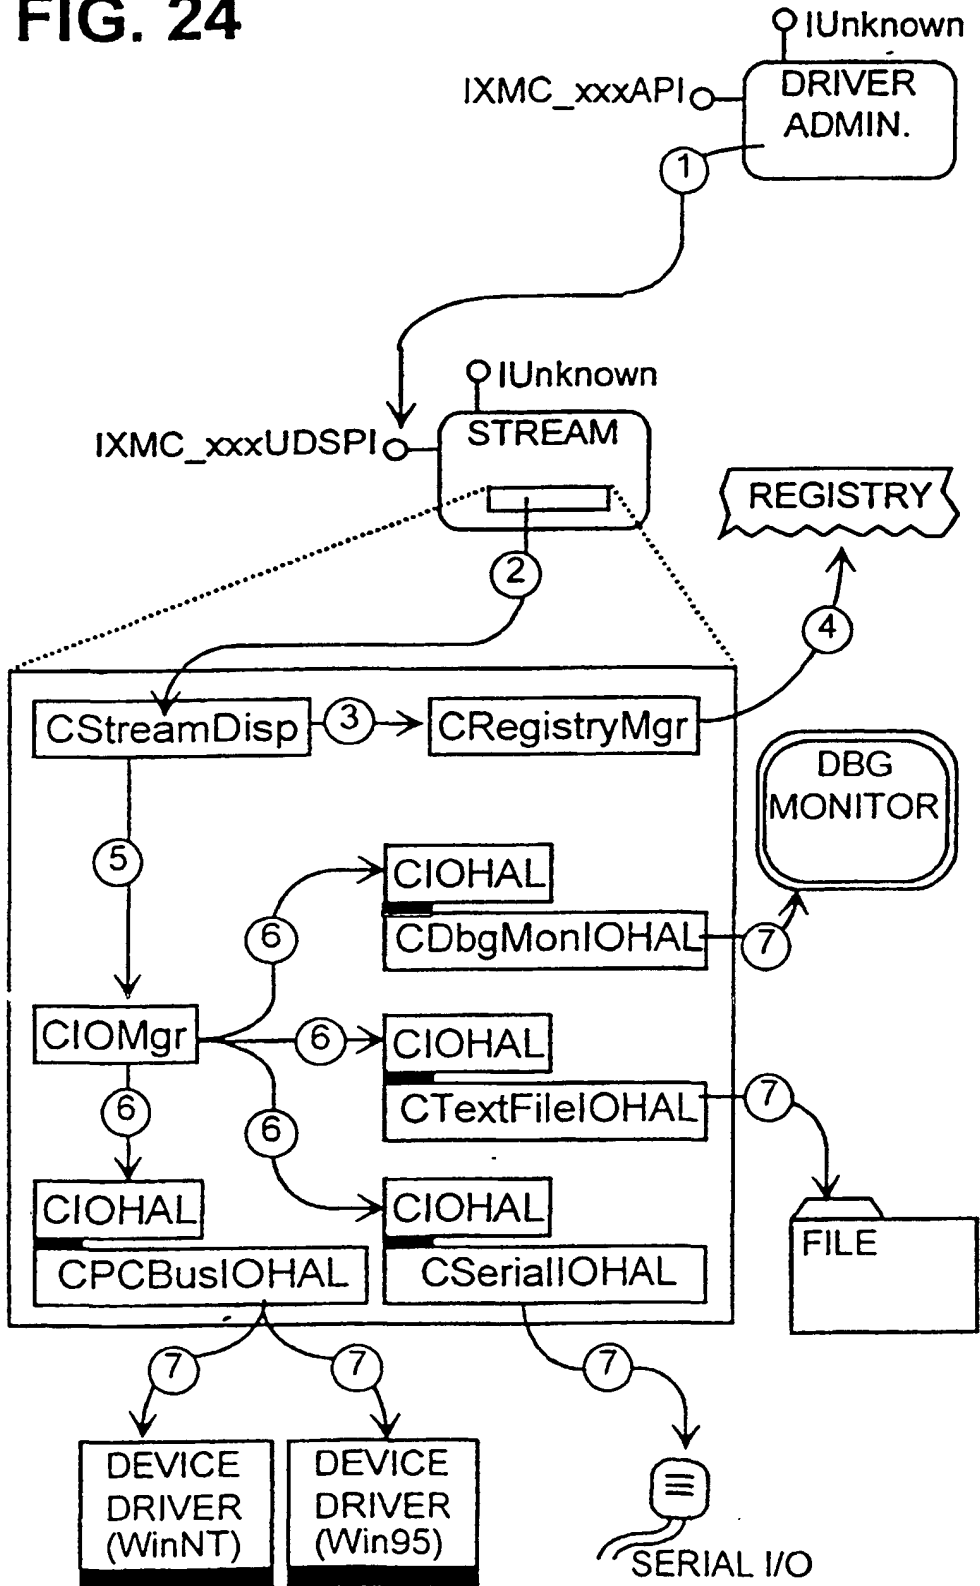 FIG. 24
IUnknown
IXMC_xxxAPI
DRIVER
ADMIN.
1
IUnknown
IXMC_xxxUDSPI
STREAM
REGISTRY
2
4
CStreamDisp
3
CRegistryMgr
DBG
MONITOR
5
CIOHAL
6
CDbgMonIOHAL
7
CIOMgr
6
CIOHAL
CTextFileIOHAL
7
6
6
CIOHAL
CIOHAL
FILE
CPCBusIOHAL
CSerialIOHAL
7
7
7
DEVICE
DRIVER
(WinNT)
DEVICE
DRIVER
(Win95)
SERIAL I/O